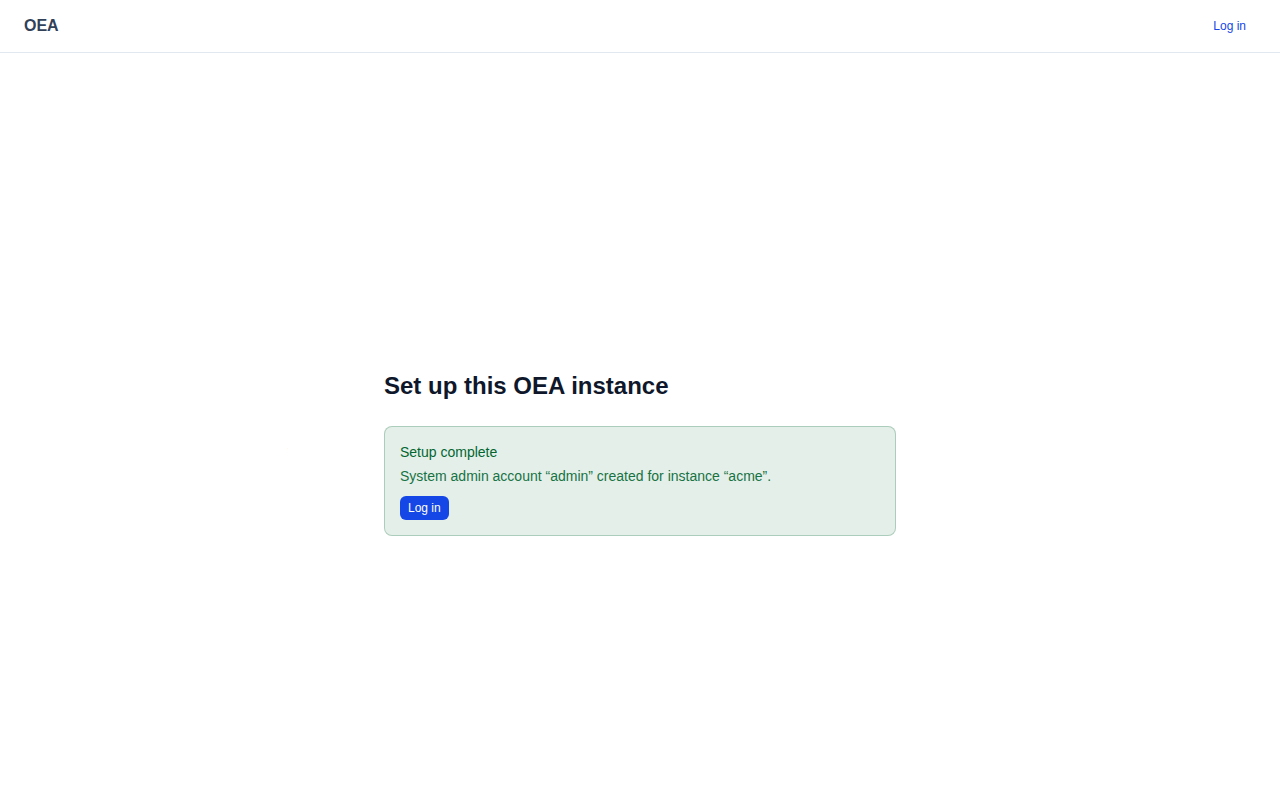 OEA
Log in
Set up this OEA instance
Setup complete
System admin account “admin” created for instance “acme”.
Log in